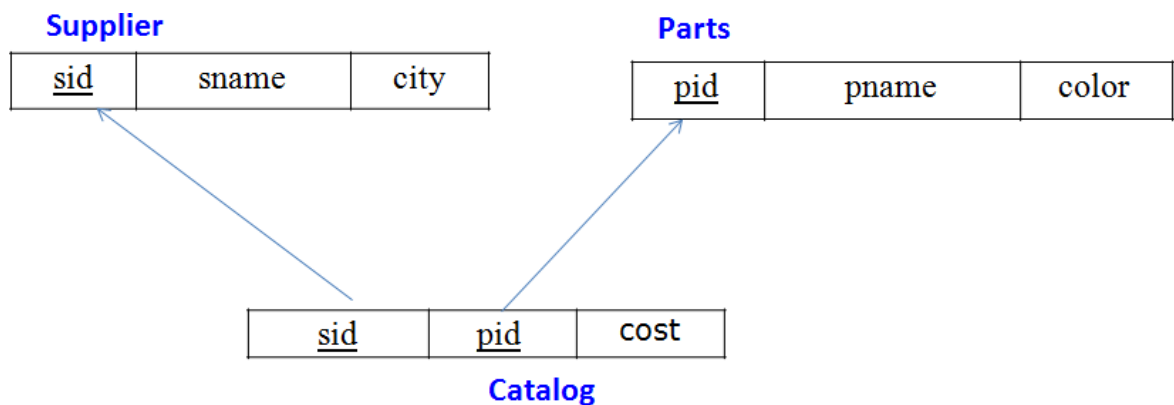 Supplier
sid sname city
Parts
pid pname color
sid pid cost
Catalog